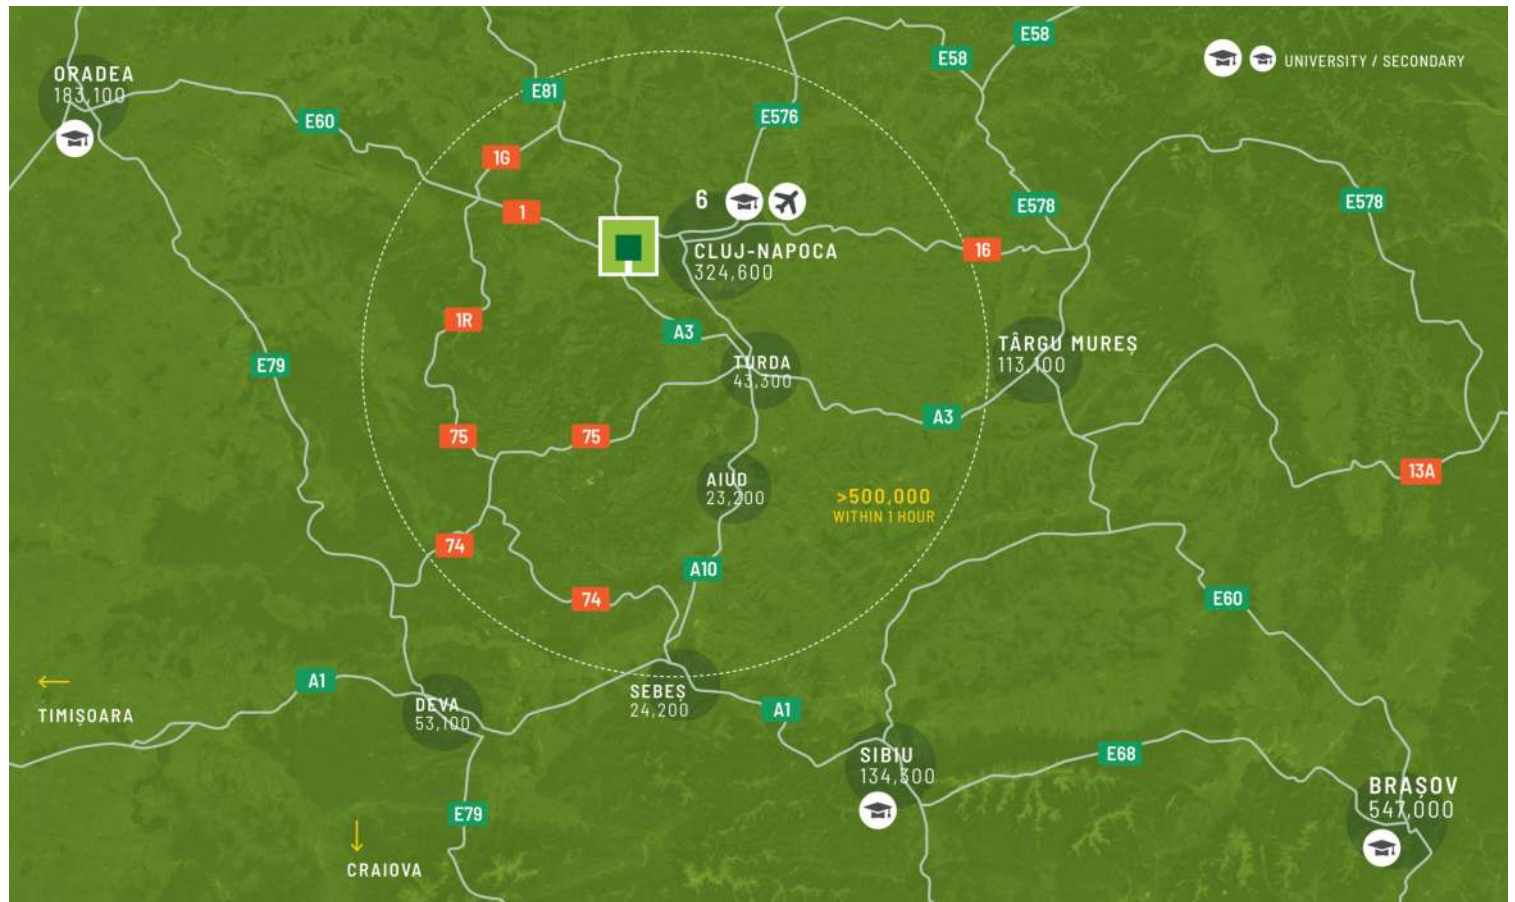 E58
E58
UNIVERSITY / SECONDARY
ORADEA
183,100
E81
E60
E576
1G
6
1
E578
E578
CLUJ-NAPOCA
324,600
16
1R
A3
TÂRGU MUREȘ
113,100
E79
TURDA
43,300
A3
75
75
13A
AIUD
23,200
>500,000
WITHIN 1 HOUR
74
A10
74
E60
A1
SEBEȘ
24,200
TIMIȘOARA
DEVA
53,100
A1
SIBIU
134,300
E68
BRAȘOV
547,000
E79
CRAIOVA